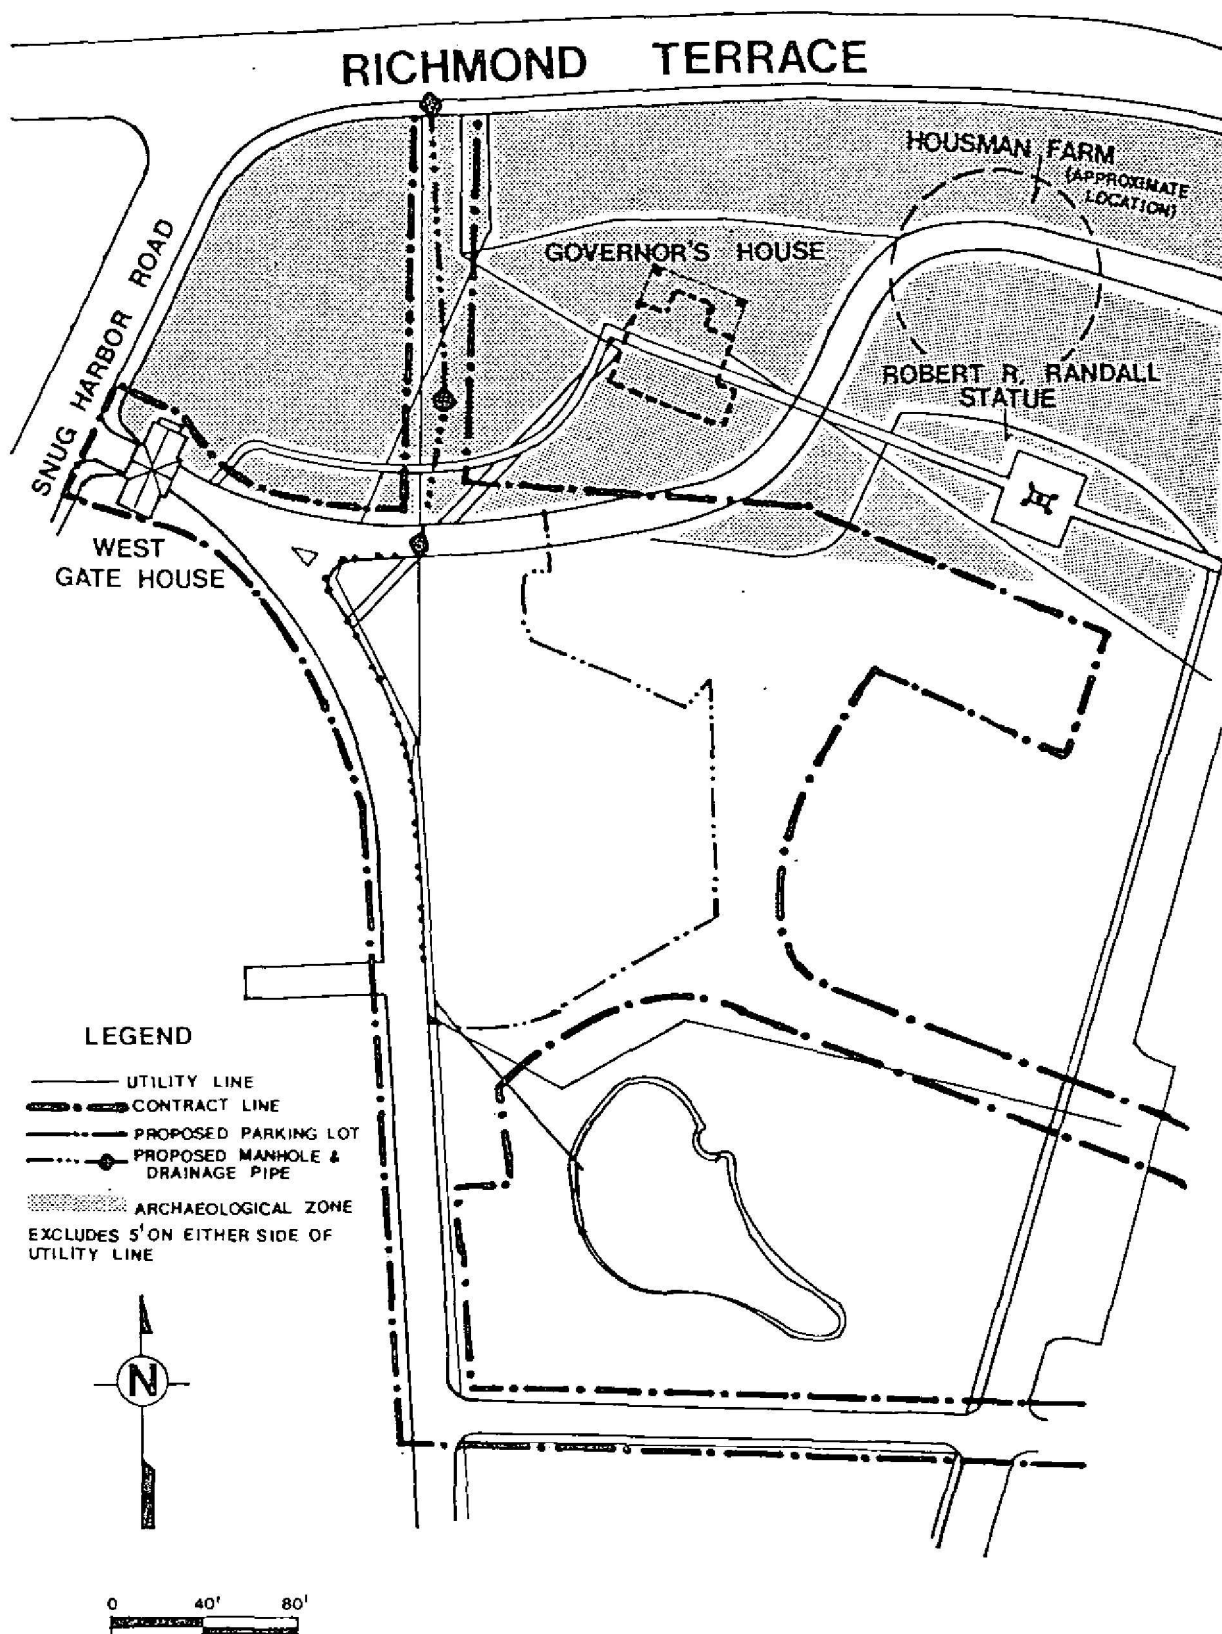 RICHMOND TERRACE
HOUSMAN FARM
(APPROXIMATE
LOCATION)
GOVERNOR'S HOUSE
SNUG HARBOR ROAD
ROBERT R. RANDALL
STATUE
WEST
GATE HOUSE
LEGEND
UTILITY LINE
CONTRACT LINE
PROPOSED PARKING LOT
PROPOSED MANHOLE &
DRAINAGE PIPE
ARCHAEOLOGICAL ZONE
EXCLUDES 5' ON EITHER SIDE OF
UTILITY LINE
N
0 40' 80'